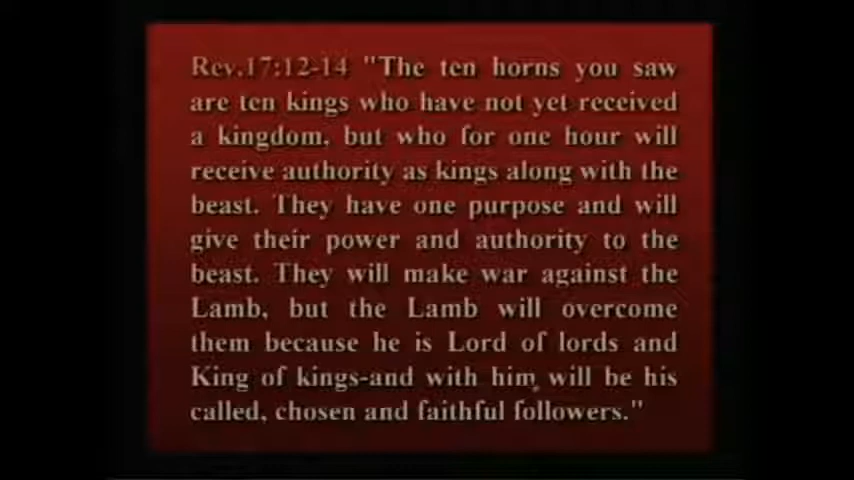 Rev.17:12-14 "The ten horns you saw
are ten kings who have not yet received
a kingdom, but who for one hour will
receive authority as kings along with the
beast. They have one purpose and will
give their power and authority to the
beast. They will make war against the
Lamb, but the Lamb will overcome
them because he is Lord of lords and
King of kings-and with him, will be his
called, chosen and faithful followers."